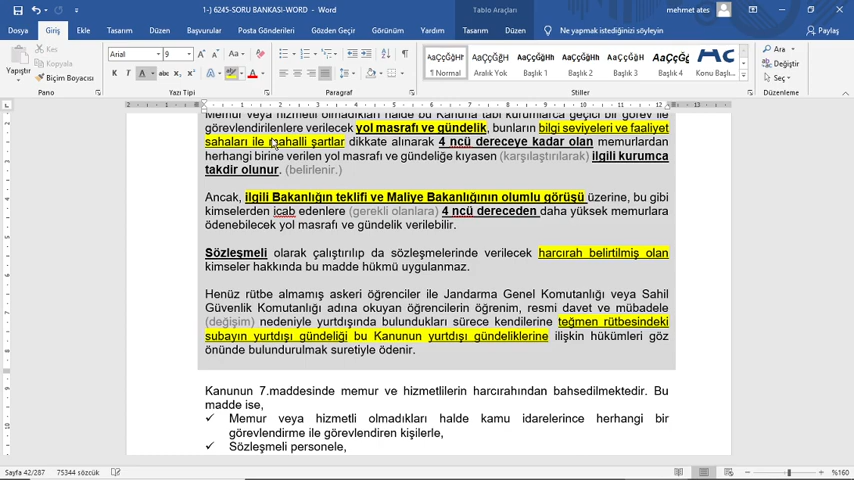 1-) 6245-SORU BANKASI-WORD - Word
Tablo Araçları
mehmet ates
Dosya Giriş Ekle Tasarım Düzen Başvurular Posta Gönderileri Gözden Geçir Görünüm Yardım Tasarım Düzen Ne yapmak istediğinizi söyleyin Paylaş
Yapıştır
Kes
Kopyala
Biçim Boyacısı
Pano
Arial 9
K T A abc x₂ x²
Yazı Tipi
Paragraf
AaÇçĞğHı AaÇçĞğHı AaÇçĞğHh AaÇçĞğHh AaÇçĞğHh AaÇçĞğ
¶ Normal Aralık Yok Başlık 1 Başlık 2 Başlık 3 Başlık 4 Konu Başl...
Stiller
Ara
Değiştir
Seç
Düzenleme
Memur veya hizmetli olmadıkları halde bu Kanuna tabi kurumlarca geçici bir görev ile
görevlendirilenlere verilecek yol masrafı ve gündelik, bunların bilgi seviyeleri ve faaliyet
sahaları ile mahalli şartlar dikkate alınarak 4 ncü dereceye kadar olan memurlardan
herhangi birine verilen yol masrafı ve gündeliğe kıyasen (karşılaştırılarak) ilgili kurumca
takdir olunur. (belirlenir.)
Ancak, ilgili Bakanlığın teklifi ve Maliye Bakanlığının olumlu görüşü üzerine, bu gibi
kimselerden icab edenlere (gerekli olanlara) 4 ncü dereceden daha yüksek memurlara
ödenebilecek yol masrafı ve gündelik verilebilir.
Sözleşmeli olarak çalıştırılıp da sözleşmelerinde verilecek harcırah belirtilmiş olan
kimseler hakkında bu madde hükmü uygulanmaz.
Henüz rütbe almamış askeri öğrenciler ile Jandarma Genel Komutanlığı veya Sahil
Güvenlik Komutanlığı adına okuyan öğrencilerin öğrenim, resmi davet ve mübadele
(değişim) nedeniyle yurtdışında bulundukları sürece kendilerine teğmen rütbesindeki
subayın yurtdışı gündeliği bu Kanunun yurtdışı gündeliklerine ilişkin hükümleri göz
önünde bulundurulmak suretiyle ödenir.
Kanunun 7.maddesinde memur ve hizmetlilerin harcırahından bahsedilmektedir. Bu
madde ise,
✓ Memur veya hizmetli olmadıkları halde kamu idarelerince herhangi bir
görevlendirme ile görevlendiren kişilerle,
✓ Sözleşmeli personele,
Sayfa 42/287 75344 sözcük %160